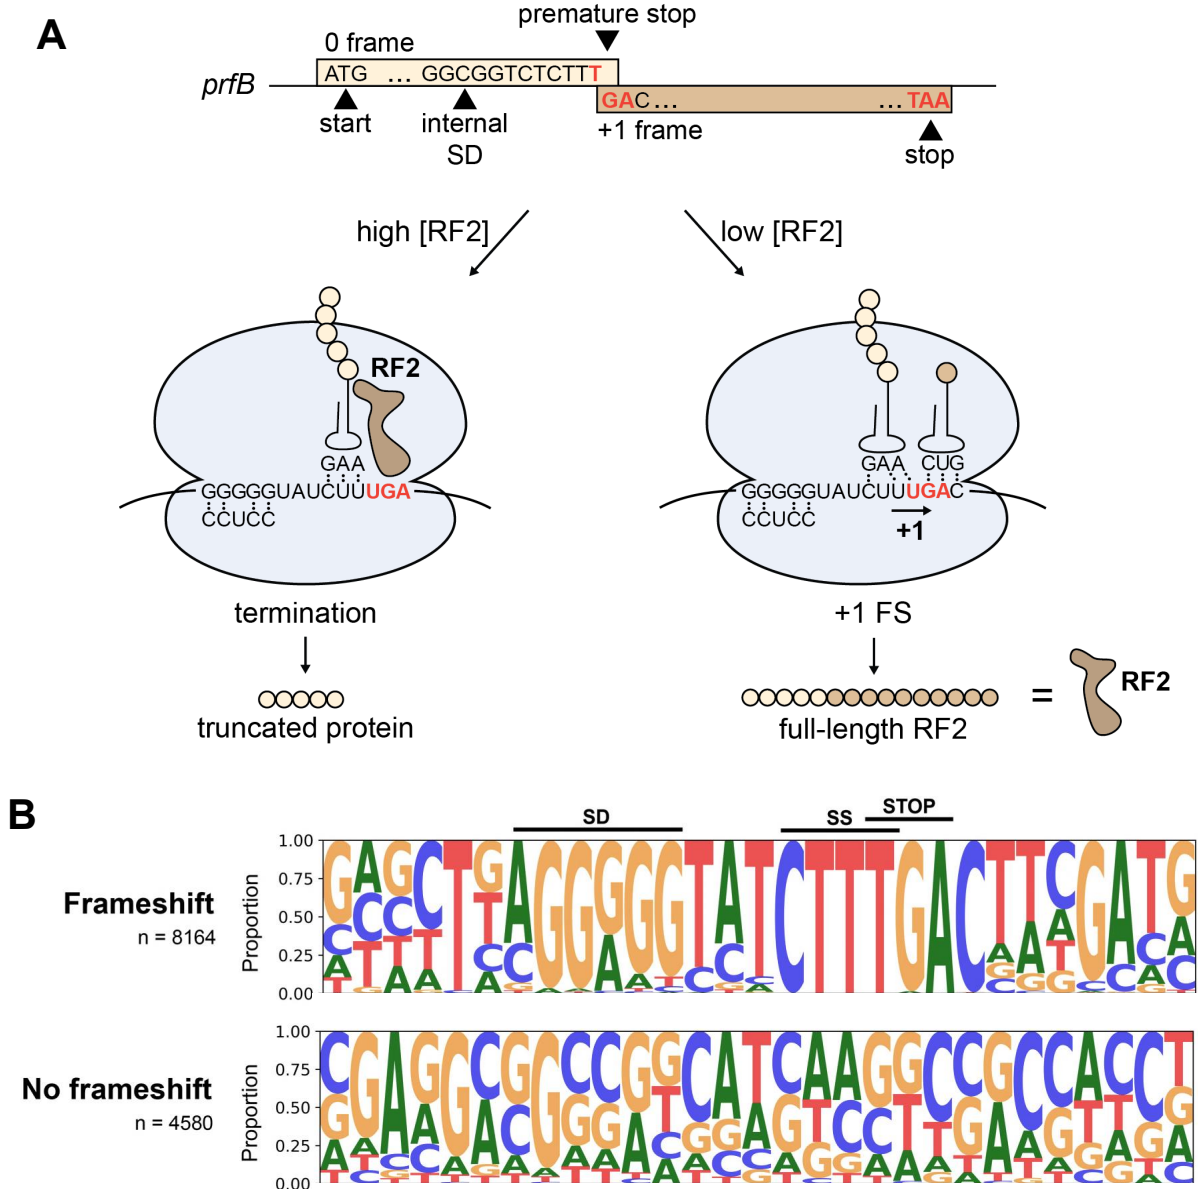 A
premature stop
0 frame
prfB
ATG ... GGCGGTCTCTTT
GAC... ...TAA
start
internal SD
+1 frame
stop
high [RF2]
low [RF2]
RF2
GAA
GGGGGUAUCUUUGA
CCUCC
GAA CUG
GGGGGUAUCUUUGAC
CCUCC
+1
termination
+1 FS
truncated protein
full-length RF2
=
RF2
B
SD
SS
STOP
Frameshift
n = 8164
Proportion
1.00
0.75
0.50
0.25
0.00
No frameshift
n = 4580
Proportion
1.00
0.75
0.50
0.25
0.00